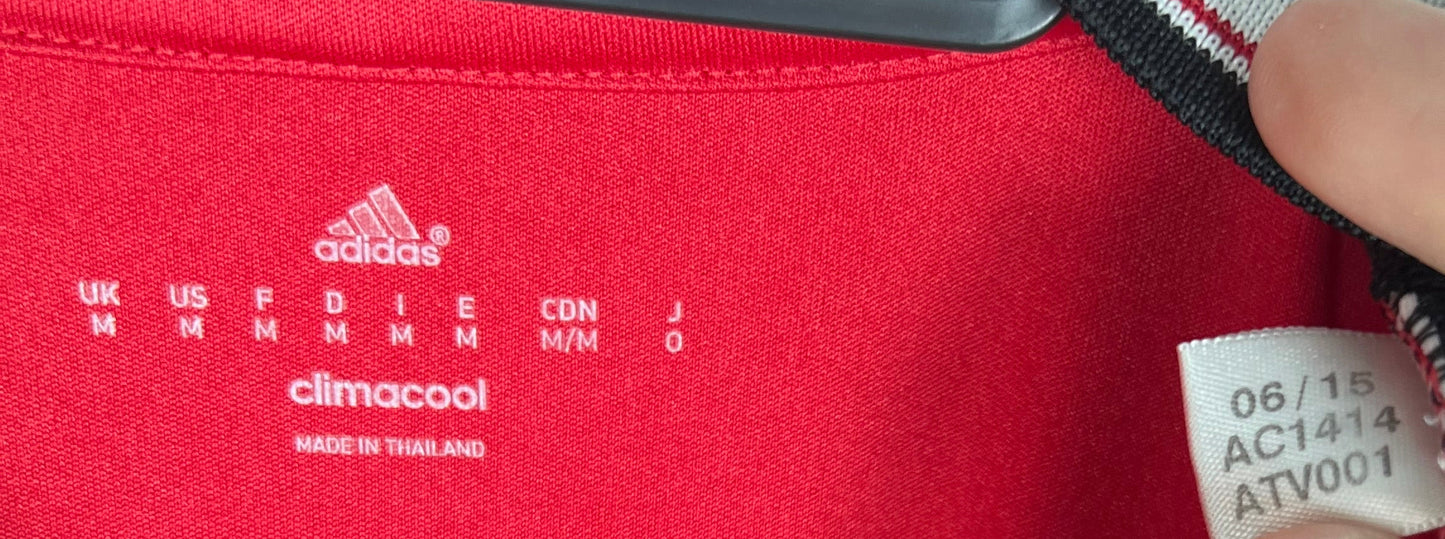 adidas®
UK US F D I E CDN J
M M M M M M M/M O
climacool
MADE IN THAILAND
06/15
AC1414
ATV001